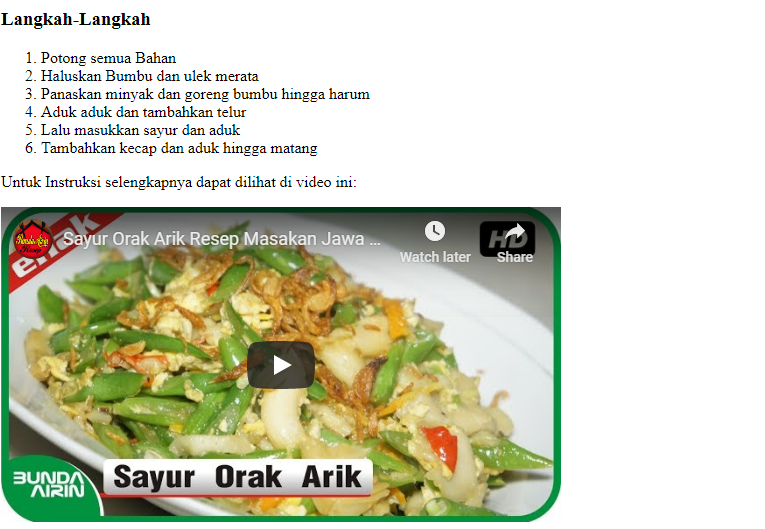 Langkah-Langkah
1. Potong semua Bahan
2. Haluskan Bumbu dan ulek merata
3. Panaskan minyak dan goreng bumbu hingga harum
4. Aduk aduk dan tambahkan telur
5. Lalu masukkan sayur dan aduk
6. Tambahkan kecap dan aduk hingga matang
Untuk Instruksi selengkapnya dapat dilihat di video ini:
Sayur Orak Arik Resep Masakan Jawa ...
enak
HD
Watch later
Share
Sayur Orak Arik
BUNDA
AIRIN